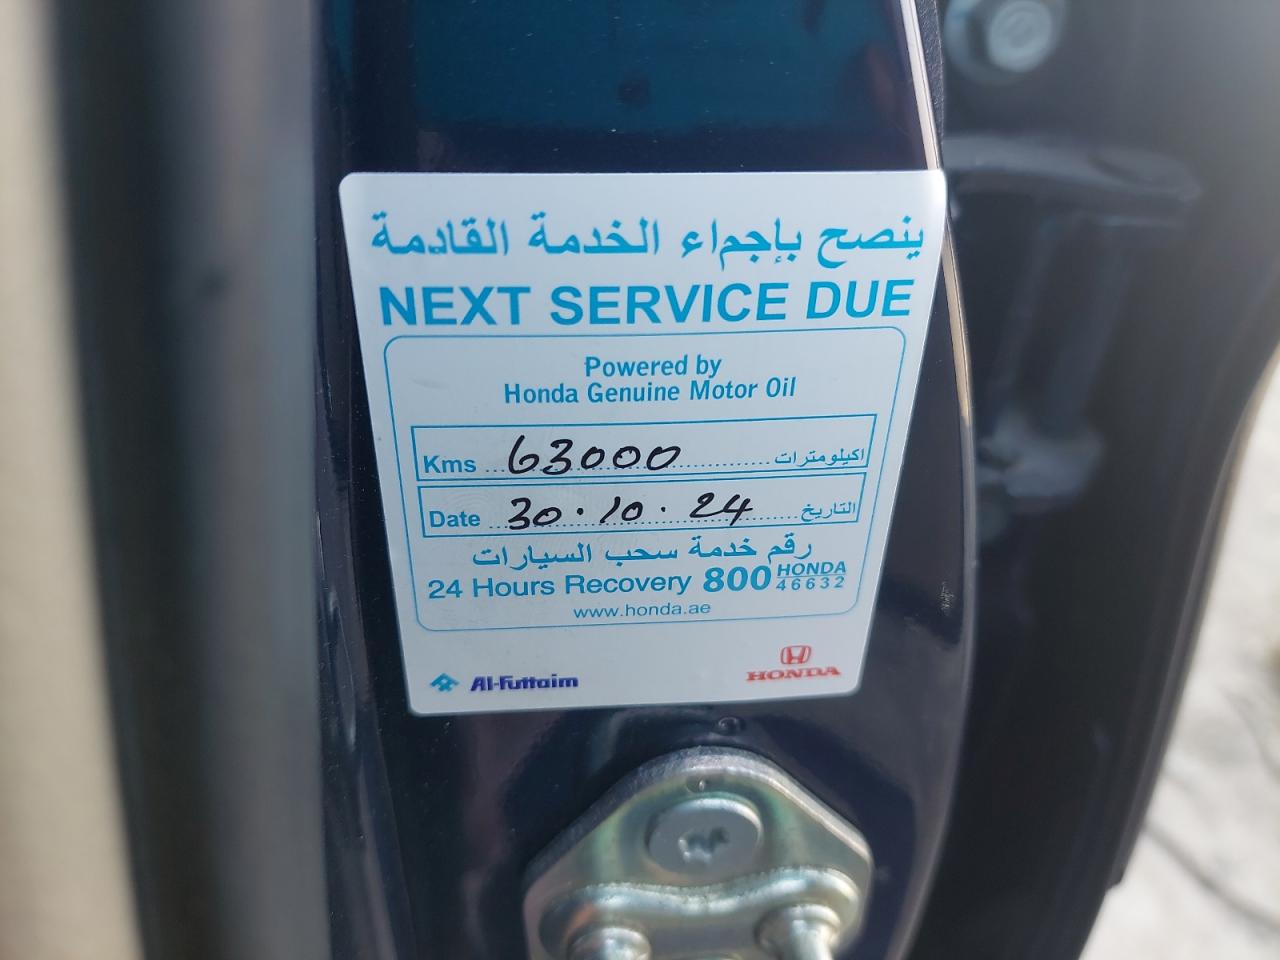 ينصح بإجراء الخدمة القادمة
NEXT SERVICE DUE
Powered by
Honda Genuine Motor Oil
Kms 63000 اكيلومترات
Date 30.10.24 التاريخ
رقم خدمة سحب السيارات
24 Hours Recovery 800 HONDA
46632
www.honda.ae
Al-Futtaim HONDA